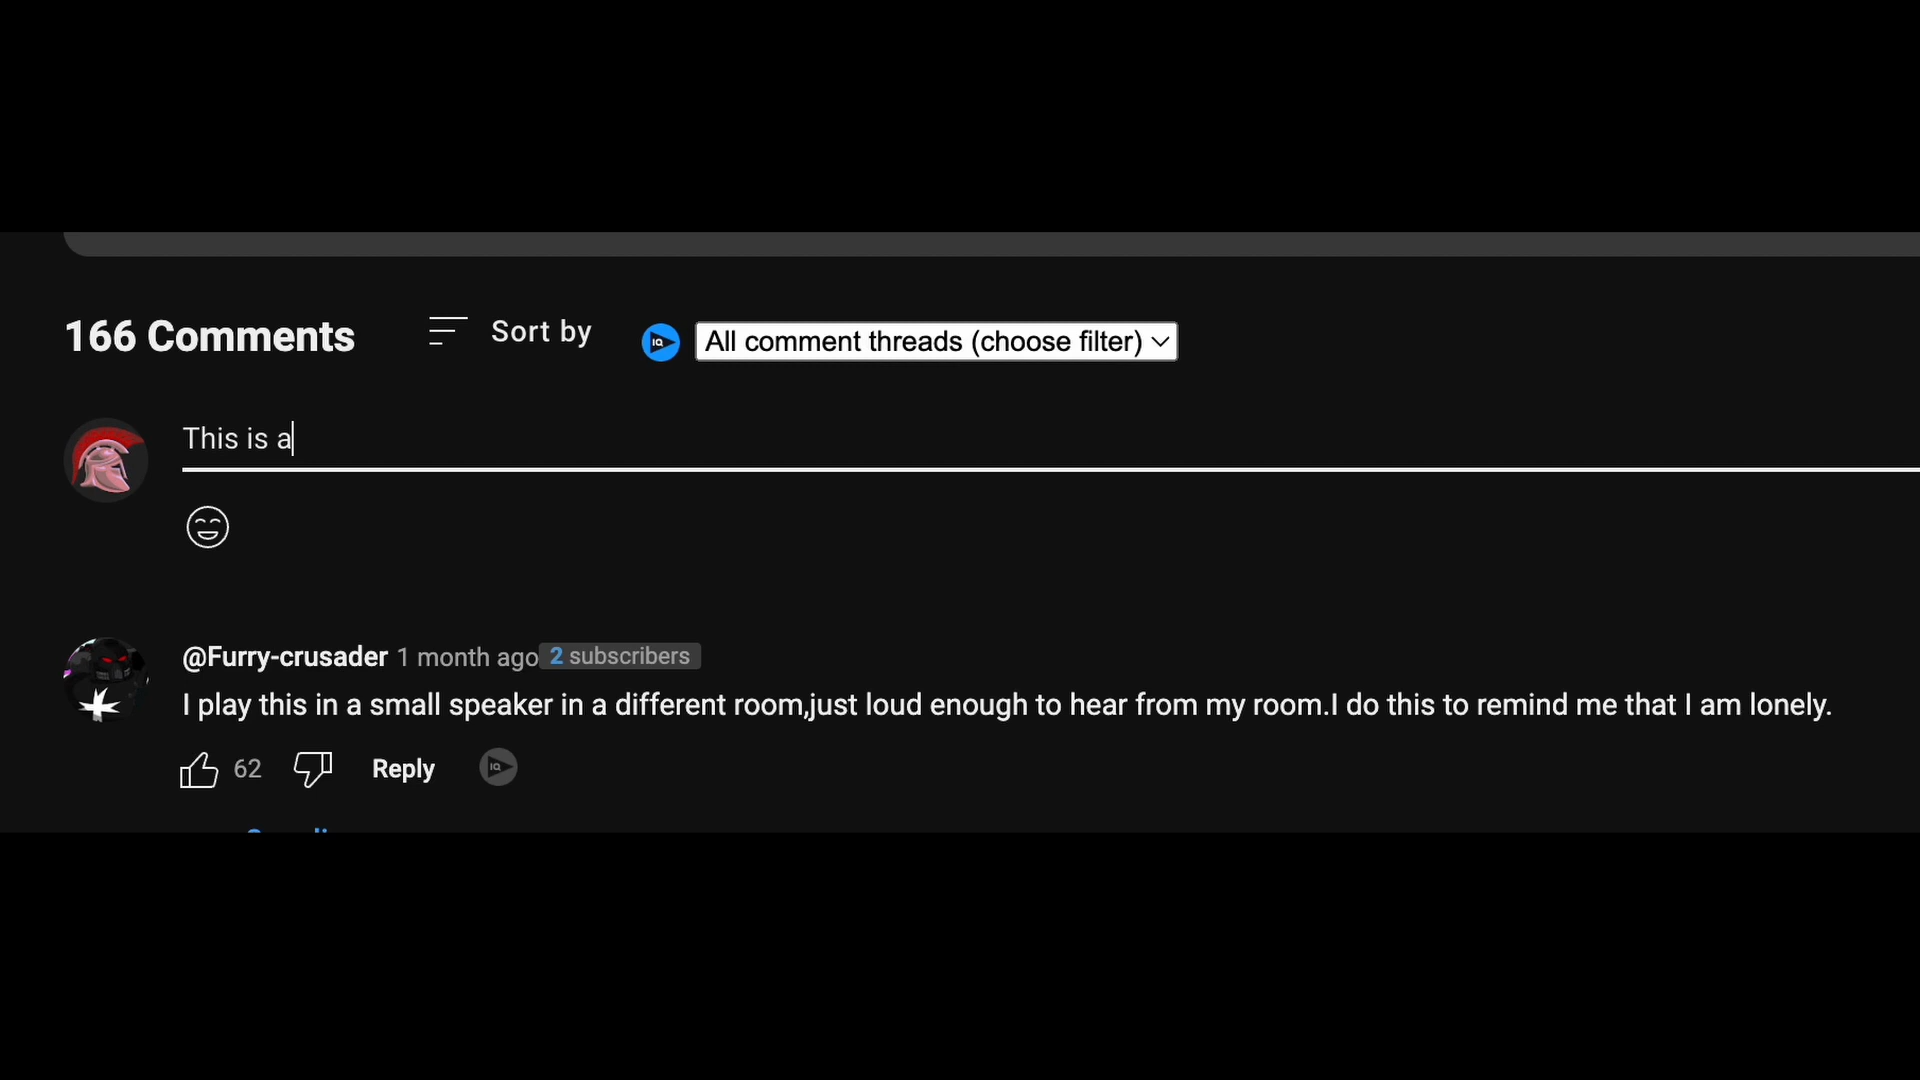 166 Comments
Sort by
All comment threads (choose filter)
This is a
@Furry-crusader 1 month ago 2 subscribers
I play this in a small speaker in a different room,just loud enough to hear from my room.I do this to remind me that I am lonely.
62 Reply